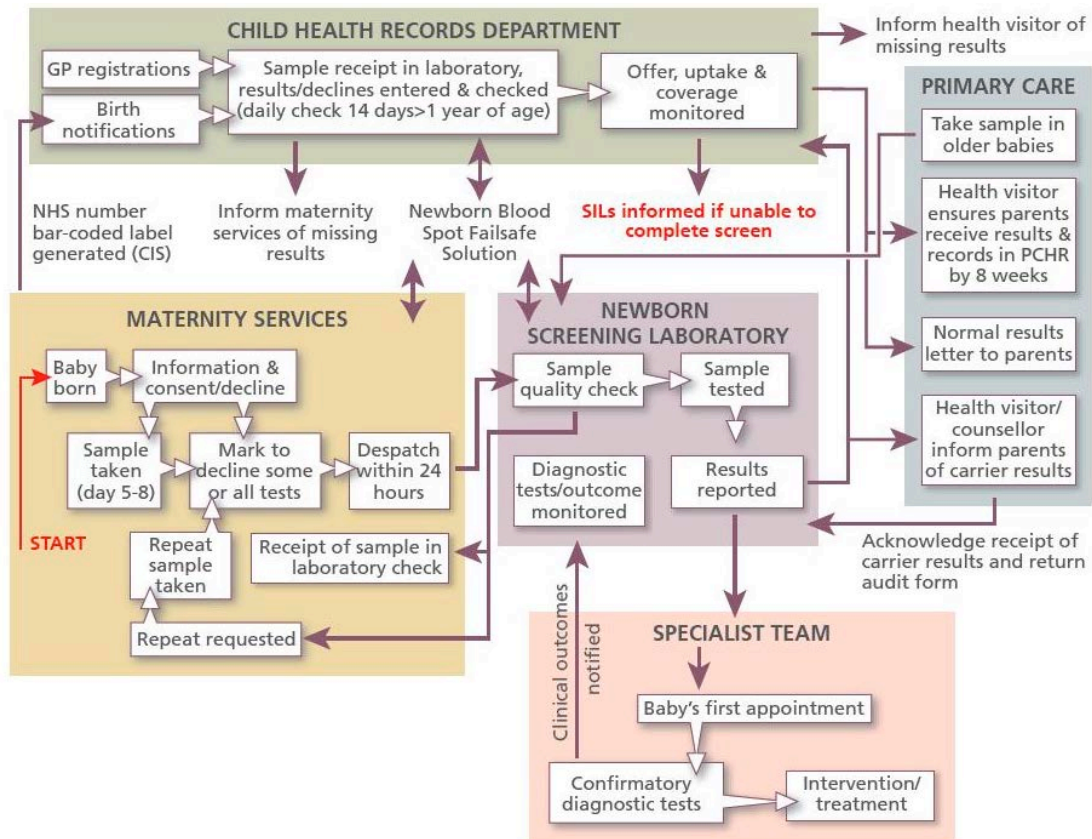 CHILD HEALTH RECORDS DEPARTMENT
GP registrations
Birth
notifications
Sample receipt in laboratory,
results/declines entered & checked
(daily check 14 days>1 year of age)
Offer, uptake &
coverage monitored
Inform health visitor of
missing results
PRIMARY CARE
Take sample in
older babies
Health visitor
ensures parents
receive results &
records in PCHR
by 8 weeks
Normal results
letter to parents
Health visitor/
counsellor
inform parents
of carrier results
NHS number
bar-coded label
generated (CIS)
Inform maternity
services of missing
results
Newborn Blood
Spot Failsafe
Solution
SILs informed if unable to
complete screen
MATERNITY SERVICES
Baby
born
Information &
consent/decline
Sample
taken
(day 5-8)
Mark to
decline some
or all tests
Despatch
within 24
hours
START
Repeat
sample
taken
Receipt of sample in
laboratory check
Repeat requested
NEWBORN
SCREENING LABORATORY
Sample
quality check
Sample
tested
Diagnostic
tests/outcome
monitored
Results
reported
Acknowledge receipt of
carrier results and return
audit form
Clinical outcomes
notified
SPECIALIST TEAM
Baby's first appointment
Confirmatory
diagnostic tests
Intervention/
treatment